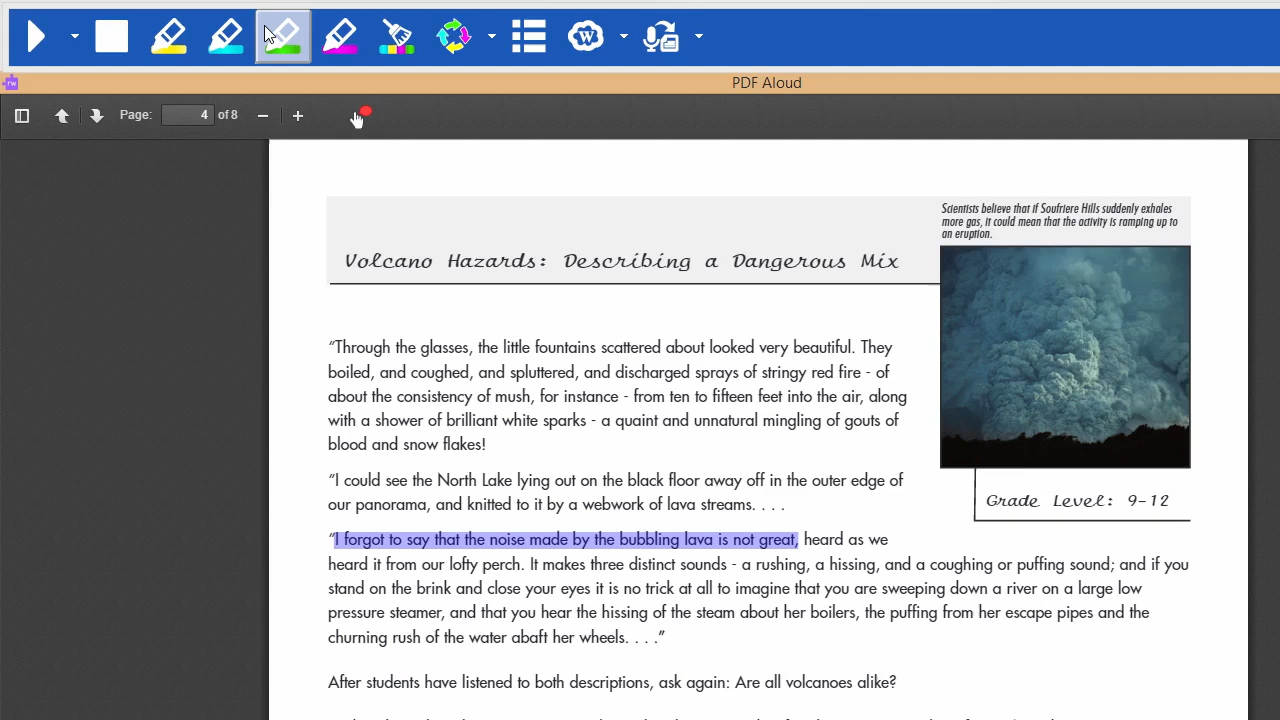 W
rw
PDF Aloud
Page: 4 of 8
Scientists believe that if Soufriere Hills suddenly exhales
more gas, it could mean that the activity is ramping up to
an eruption.
Volcano Hazards: Describing a Dangerous Mix
“Through the glasses, the little fountains scattered about looked very beautiful. They
boiled, and coughed, and spluttered, and discharged sprays of stringy red fire - of
about the consistency of mush, for instance - from ten to fifteen feet into the air, along
with a shower of brilliant white sparks - a quaint and unnatural mingling of gouts of
blood and snow flakes!
“I could see the North Lake lying out on the black floor away off in the outer edge of
our panorama, and knitted to it by a webwork of lava streams. . . .
Grade Level: 9-12
“I forgot to say that the noise made by the bubbling lava is not great, heard as we
heard it from our lofty perch. It makes three distinct sounds - a rushing, a hissing, and a coughing or puffing sound; and if you
stand on the brink and close your eyes it is no trick at all to imagine that you are sweeping down a river on a large low
pressure steamer, and that you hear the hissing of the steam about her boilers, the puffing from her escape pipes and the
churning rush of the water abaft her wheels. . . .”
After students have listened to both descriptions, ask again: Are all volcanoes alike?